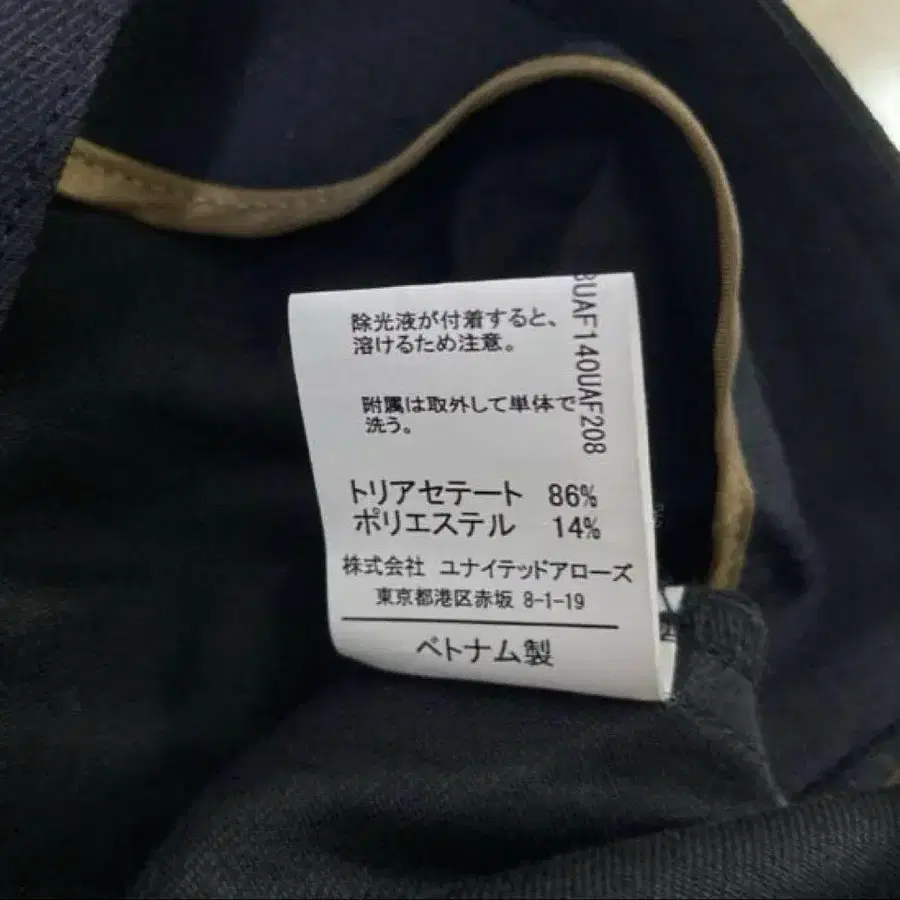 除光液が付着すると、
溶けるため注意。
附属は取外して単体で
洗う。
トリアセテート 86%
ポリエステル 14%
株式会社 ユナイテッドアローズ
東京都港区赤坂 8-1-19
ベトナム製
3UAF140UAF208